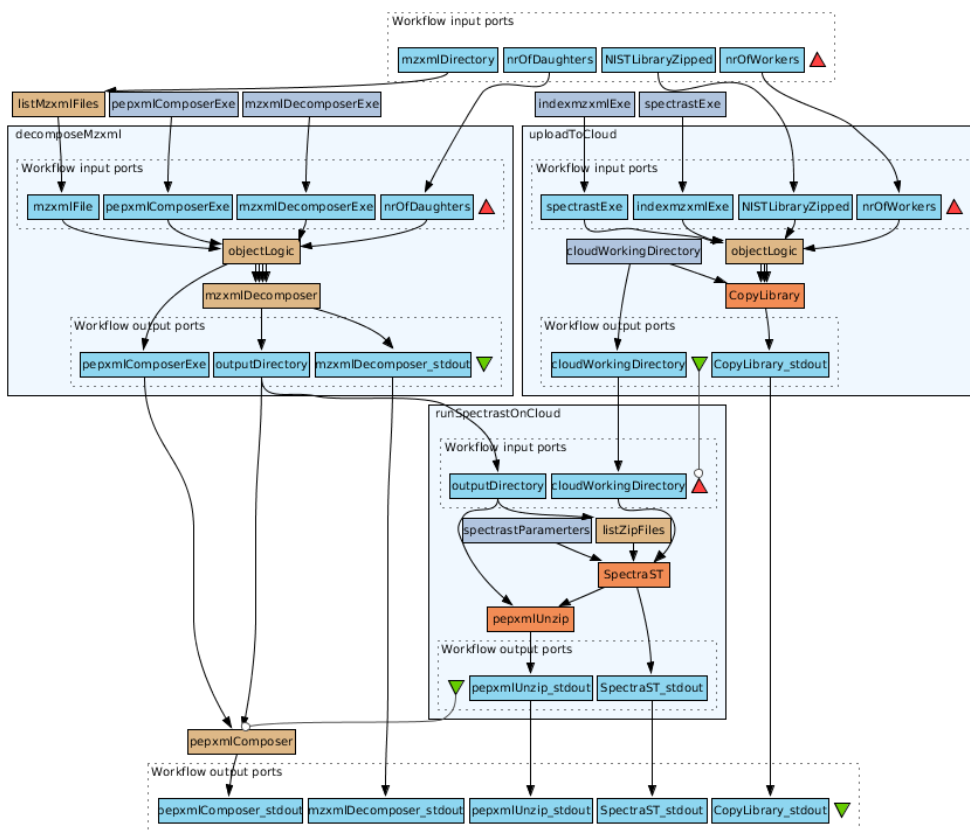 Workflow input ports
mzxmlDirectory nrOfDaughters NISTLibraryZipped nrOfWorkers
listMzxmlFiles pepxmlComposerExe mzxmlDecomposerExe indexmzxmlExe spectrastExe
decomposeMzxml uploadToCloud
Workflow input ports Workflow input ports
mzxmlFile pepxmlComposerExe mzxmlDecomposerExe nrOfDaughters spectrastExe indexmzxmlExe NISTLibraryZipped nrOfWorkers
objectLogic cloudWorkingDirectory objectLogic
mzxmlDecomposer CopyLibrary
Workflow output ports Workflow output ports
pepxmlComposerExe outputDirectory mzxmlDecomposer_stdout cloudWorkingDirectory CopyLibrary_stdout
runSpectrastOnCloud
Workflow input ports
outputDirectory cloudWorkingDirectory
spectrastParamerters listZipFiles
SpectraST
pepxmlUnzip
Workflow output ports
pepxmlUnzip_stdout SpectraST_stdout
pepxmlComposer
Workflow output ports
pepxmlComposer_stdout mzxmlDecomposer_stdout pepxmlUnzip_stdout SpectraST_stdout CopyLibrary_stdout